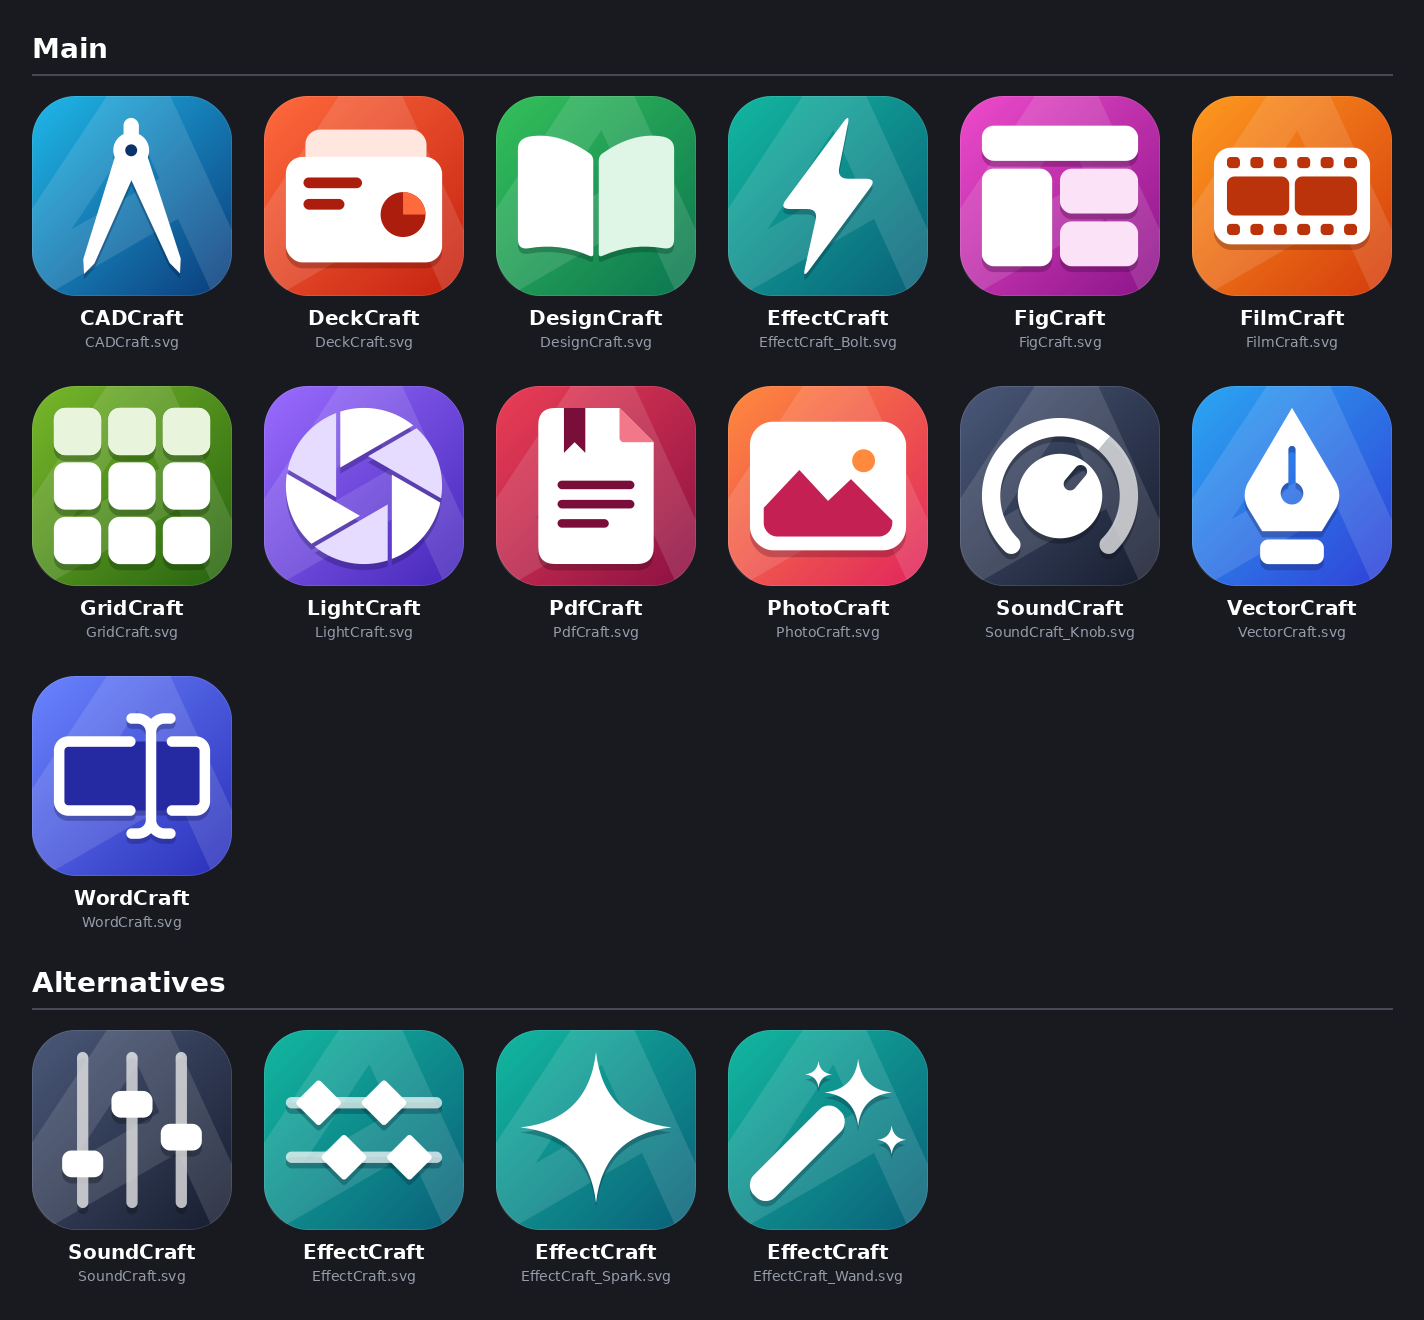 Main
CADCraft
CADCraft.svg
DeckCraft
DeckCraft.svg
DesignCraft
DesignCraft.svg
EffectCraft
EffectCraft_Bolt.svg
FigCraft
FigCraft.svg
FilmCraft
FilmCraft.svg
GridCraft
GridCraft.svg
LightCraft
LightCraft.svg
PdfCraft
PdfCraft.svg
PhotoCraft
PhotoCraft.svg
SoundCraft
SoundCraft_Knob.svg
VectorCraft
VectorCraft.svg
WordCraft
WordCraft.svg
Alternatives
SoundCraft
SoundCraft.svg
EffectCraft
EffectCraft.svg
EffectCraft
EffectCraft_Spark.svg
EffectCraft
EffectCraft_Wand.svg